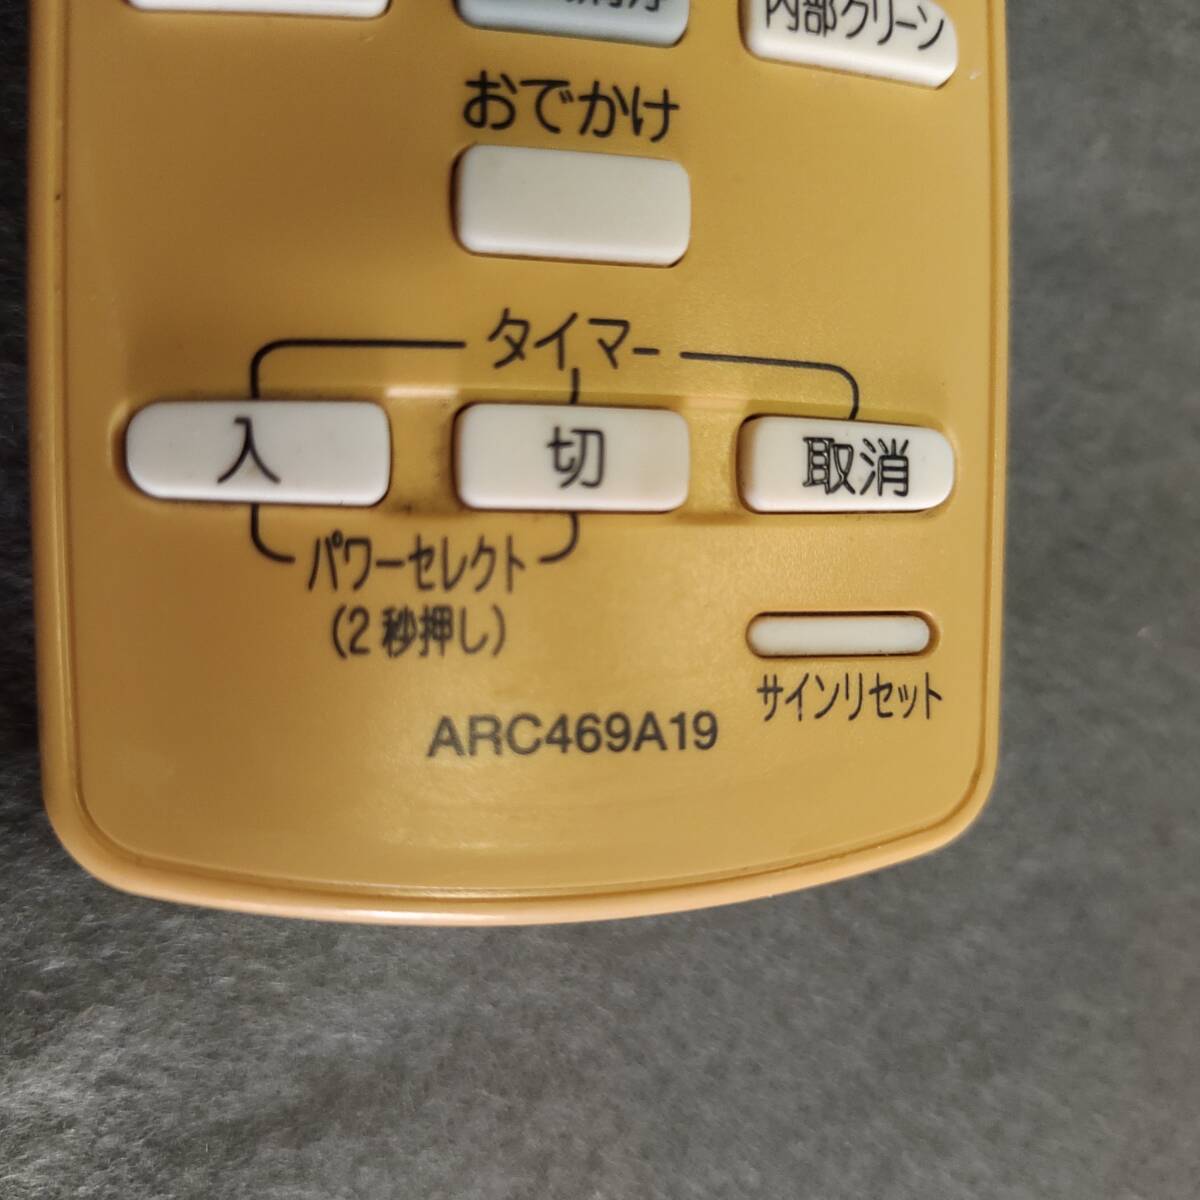 内部クリーン
おでかけ
タイマー
入 切 取消
パワーセレクト
(2秒押し)
サインリセット
ARC469A19